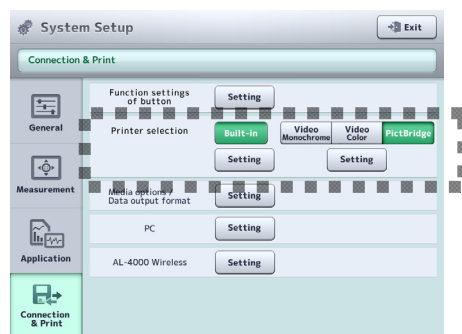 System Setup
Exit
Connection & Print
General
Measurement
Application
Connection
& Print
Function settings
of button
Setting
Printer selection
Built-in
Video
Monochrome
Video
Color
PictBridge
Setting
Setting
Media options /
Data output format
Setting
PC
Setting
AL-4000 Wireless
Setting